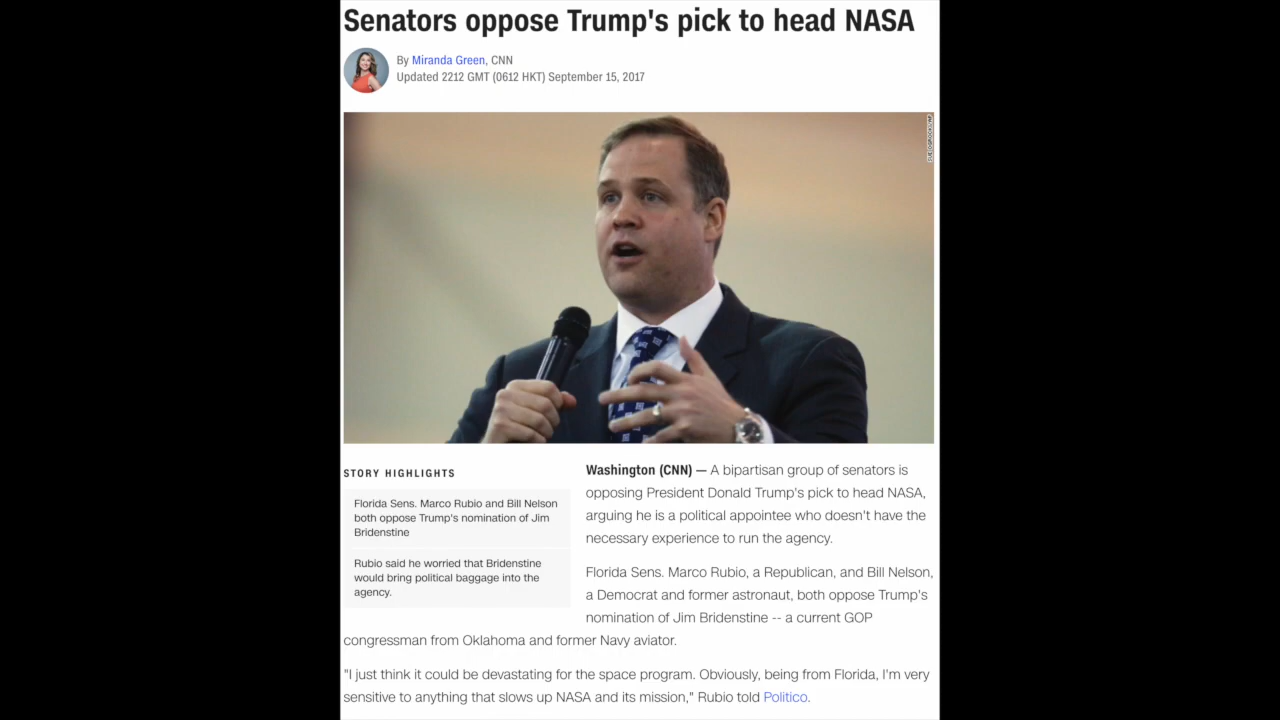 Senators oppose Trump's pick to head NASA
By Miranda Green, CNN
Updated 2212 GMT (0612 HKT) September 15, 2017
STORY HIGHLIGHTS
Florida Sens. Marco Rubio and Bill Nelson
both oppose Trump's nomination of Jim
Bridenstine
Rubio said he worried that Bridenstine
would bring political baggage into the
agency.
Washington (CNN) — A bipartisan group of senators is
opposing President Donald Trump's pick to head NASA,
arguing he is a political appointee who doesn't have the
necessary experience to run the agency.
Florida Sens. Marco Rubio, a Republican, and Bill Nelson,
a Democrat and former astronaut, both oppose Trump's
nomination of Jim Bridenstine -- a current GOP
congressman from Oklahoma and former Navy aviator.
"I just think it could be devastating for the space program. Obviously, being from Florida, I'm very
sensitive to anything that slows up NASA and its mission," Rubio told Politico.